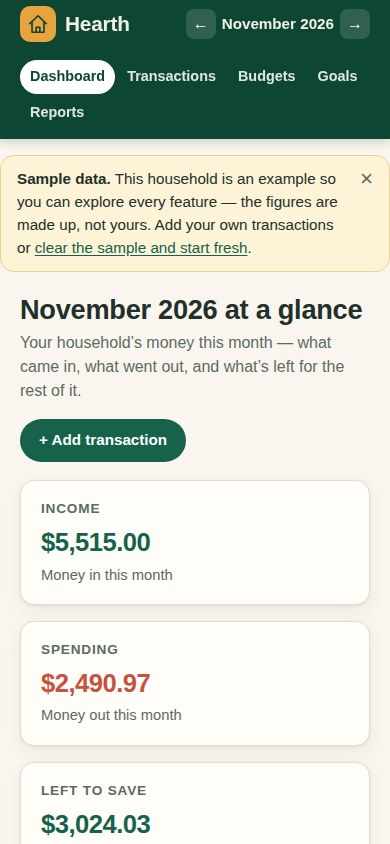 Hearth
← November 2026 →
Dashboard Transactions Budgets Goals
Reports
Sample data. This household is an example so ×
you can explore every feature — the figures are
made up, not yours. Add your own transactions
or clear the sample and start fresh.
November 2026 at a glance
Your household’s money this month — what
came in, what went out, and what’s left for the
rest of it.
+ Add transaction
INCOME
$5,515.00
Money in this month
SPENDING
$2,490.97
Money out this month
LEFT TO SAVE
$3,024.03